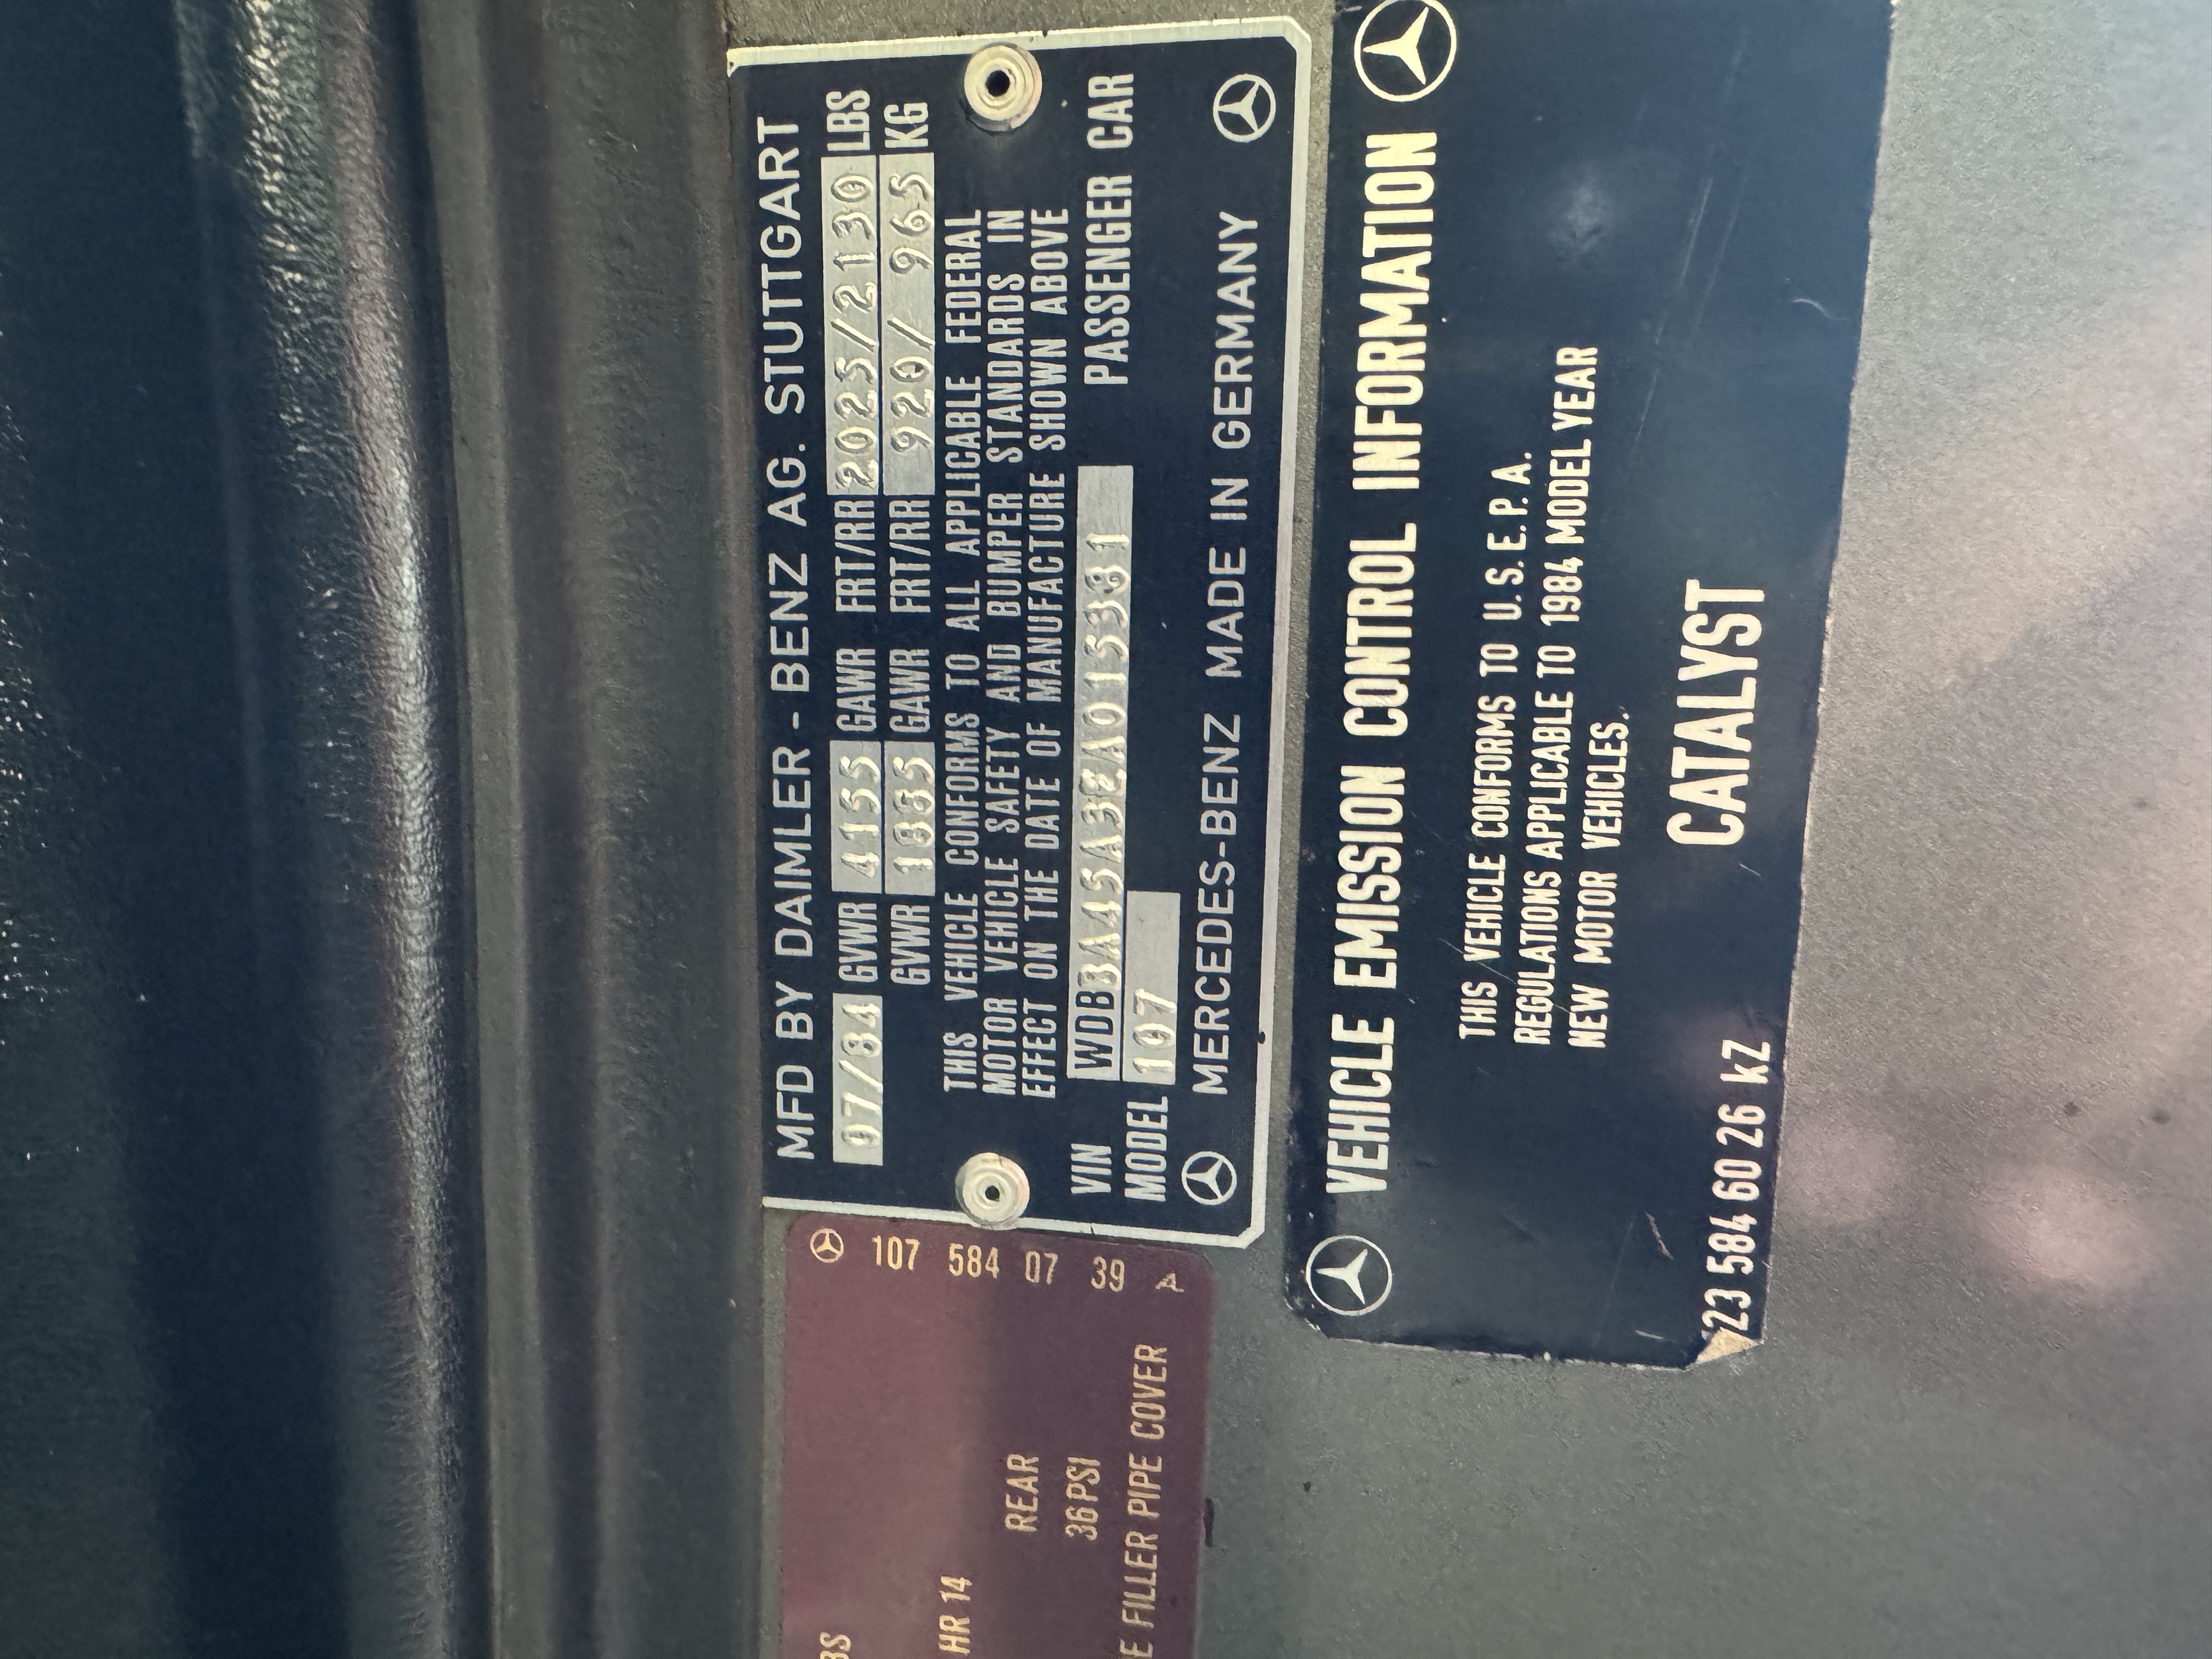 MFD BY DAIMLER - BENZ AG. STUTTGART
07/84 GVWR 4155 GAWR FRT/RR 2025/2130 LBS
GVWR 1885 GAWR FRT/RR 920/ 965 KG
THIS VEHICLE CONFORMS TO ALL APPLICABLE FEDERAL
MOTOR VEHICLE SAFETY AND BUMPER STANDARDS IN
EFFECT ON THE DATE OF MANUFACTURE SHOWN ABOVE
VIN WDBBA45A3EA015381 PASSENGER CAR
MODEL 107
MERCEDES-BENZ MADE IN GERMANY
VEHICLE EMISSION CONTROL INFORMATION
THIS VEHICLE CONFORMS TO U.S.E.P.A.
REGULATIONS APPLICABLE TO 1984 MODEL YEAR
NEW MOTOR VEHICLES.
CATALYST
23 584 60 26 KZ
107 584 07 39 A
BS
HR 14
REAR
36 PSI
E FILLER PIPE COVER